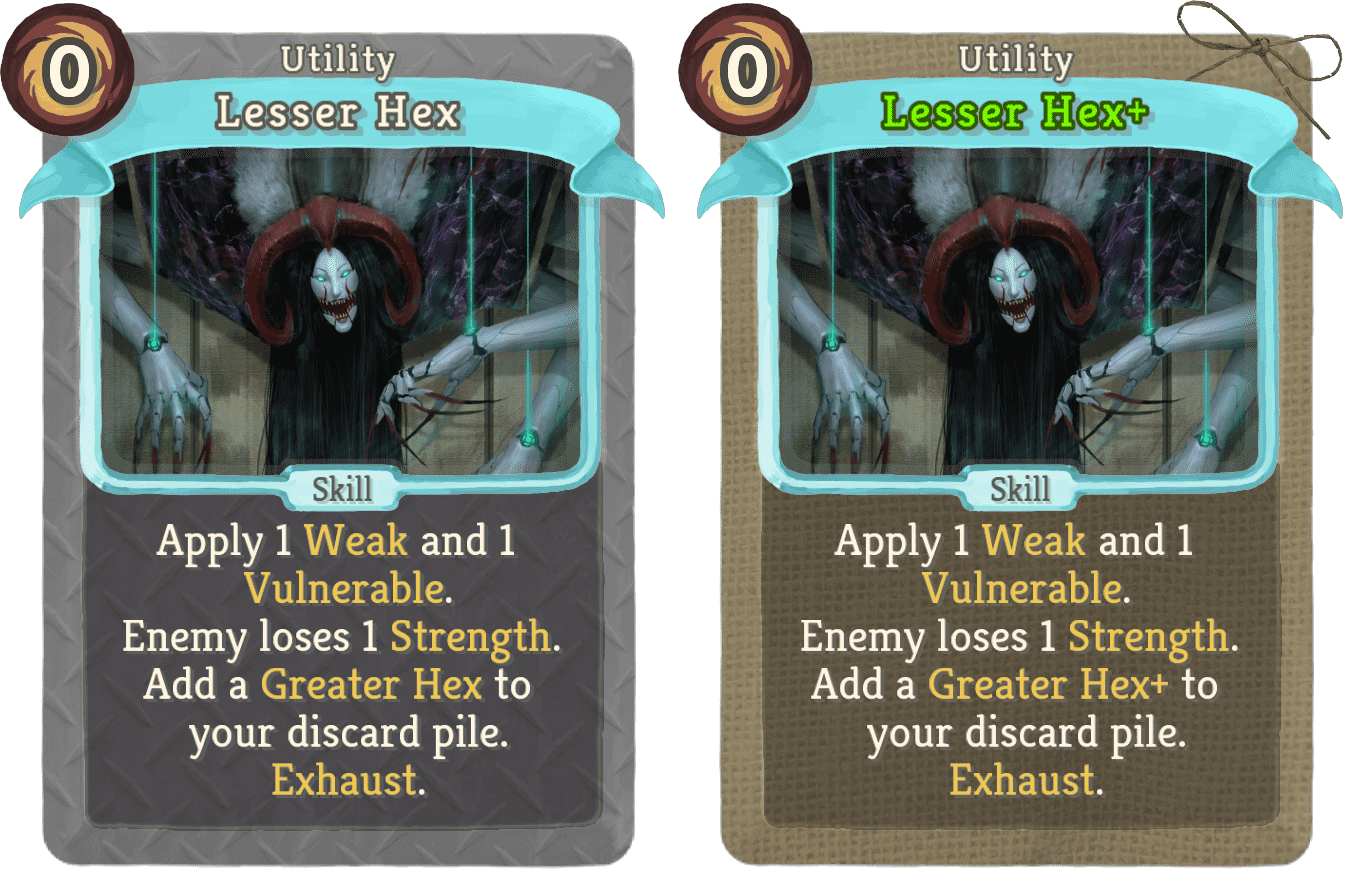 0
Utility
Lesser Hex
Skill
Apply 1 Weak and 1
Vulnerable.
Enemy loses 1 Strength.
Add a Greater Hex to
your discard pile.
Exhaust.
0
Utility
Lesser Hex+
Skill
Apply 1 Weak and 1
Vulnerable.
Enemy loses 1 Strength.
Add a Greater Hex+ to
your discard pile.
Exhaust.